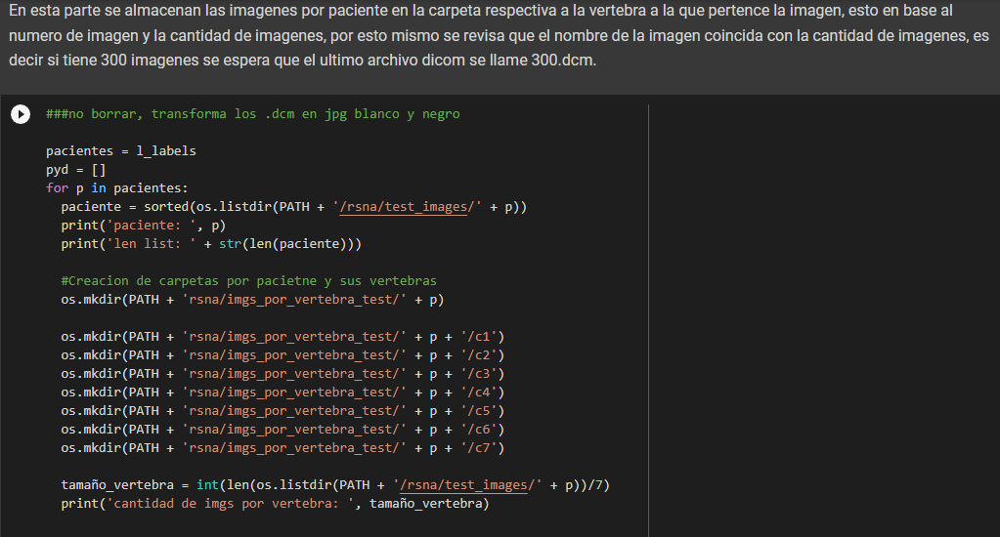 En esta parte se almacenan las imagenes por paciente en la carpeta respectiva a la vertebra a la que pertence la imagen, esto en base al
numero de imagen y la cantidad de imagenes, por esto mismo se revisa que el nombre de la imagen coincida con la cantidad de imagenes, es
decir si tiene 300 imagenes se espera que el ultimo archivo dicom se llame 300.dcm.
###no borrar, transforma los .dcm en jpg blanco y negro
pacientes = l_labels
pyd = []
for p in pacientes:
  paciente = sorted(os.listdir(PATH + '/rsna/test_images/' + p))
  print('paciente: ', p)
  print('len list: ' + str(len(paciente)))
  #Creacion de carpetas por pacietne y sus vertebras
  os.mkdir(PATH + 'rsna/imgs_por_vertebra_test/' + p)
  os.mkdir(PATH + 'rsna/imgs_por_vertebra_test/' + p + '/c1')
  os.mkdir(PATH + 'rsna/imgs_por_vertebra_test/' + p + '/c2')
  os.mkdir(PATH + 'rsna/imgs_por_vertebra_test/' + p + '/c3')
  os.mkdir(PATH + 'rsna/imgs_por_vertebra_test/' + p + '/c4')
  os.mkdir(PATH + 'rsna/imgs_por_vertebra_test/' + p + '/c5')
  os.mkdir(PATH + 'rsna/imgs_por_vertebra_test/' + p + '/c6')
  os.mkdir(PATH + 'rsna/imgs_por_vertebra_test/' + p + '/c7')
  tamaño_vertebra = int(len(os.listdir(PATH + '/rsna/test_images/' + p))/7)
  print('cantidad de imgs por vertebra: ', tamaño_vertebra)